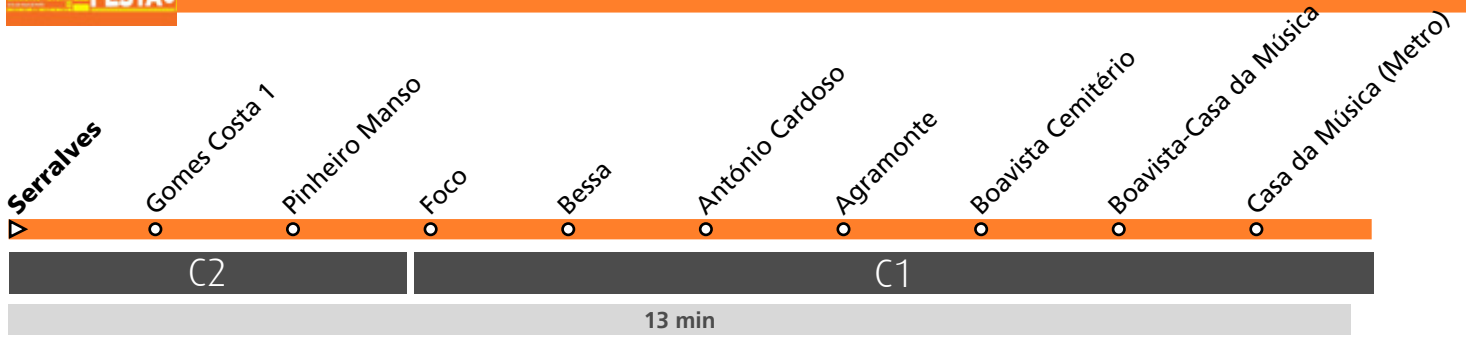 FESTA
Serralves
Gomes Costa 1
Pinheiro Manso
Foco
Bessa
António Cardoso
Agramonte
Boavista Cemitério
Boavista-Casa da Música
Casa da Música (Metro)
C2
C1
13 min